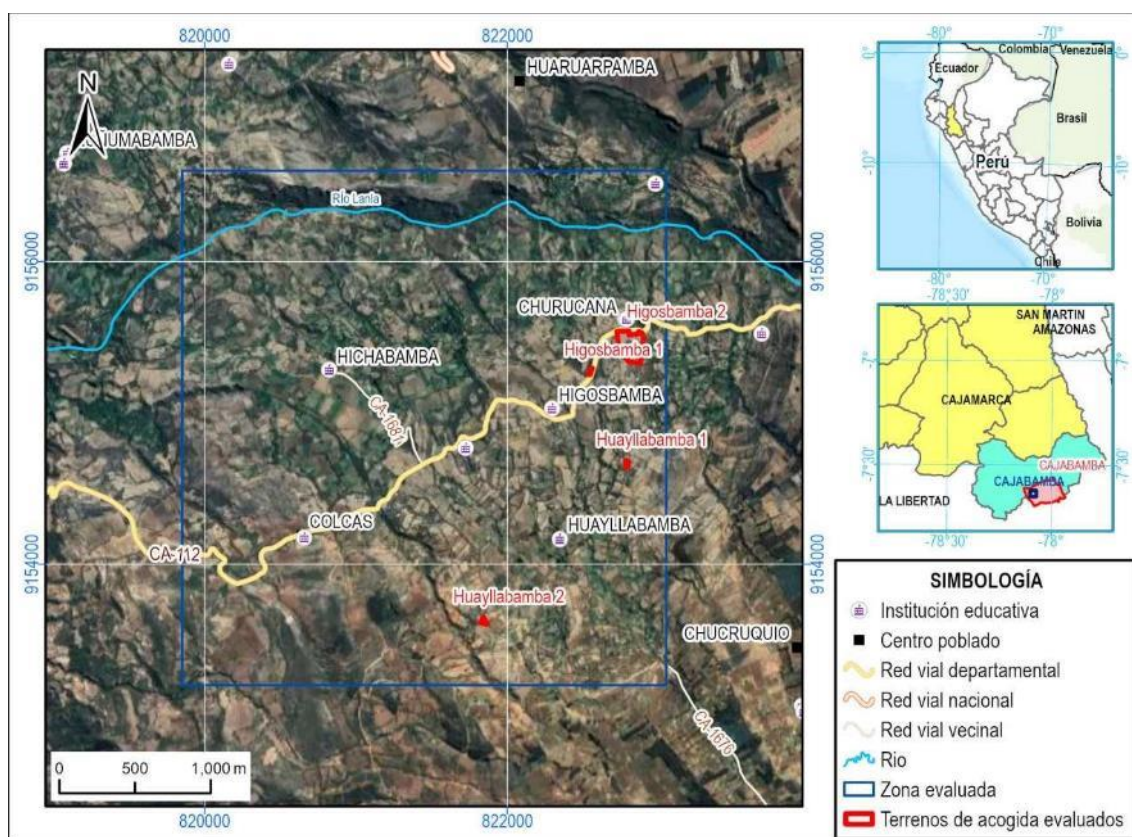 820000
822000
N
HUARUARPAMBA
ÑUMABAMBA
Río Lanla
9156000
9156000
CHURUCANA
Higosbamba 2
Higosbamba 1
HICHABAMBA
CA-1681
HIGOSBAMBA
Huayllabamba 1
COLCAS
HUAYLLABAMBA
CA-112
9154000
9154000
Huayllabamba 2
CHUCRUQUIO
CA-1676
0 500 1,000 m
820000
822000
-80°
-70°
Colombia
Venezuela
0°
0°
Ecuador
Brasil
-10°
-10°
Perú
Bolivia
Chile
-80°
-70°
-78°30'
-78°
SAN MARTIN
AMAZONAS
-7°
-7°
CAJAMARCA
-7°30'
-7°30'
CAJABAMBA
CAJABAMBA
LA LIBERTAD
-78°30'
-78°
SIMBOLOGÍA
Institución educativa
Centro poblado
Red vial departamental
Red vial nacional
Red vial vecinal
Rio
Zona evaluada
Terrenos de acogida evaluados